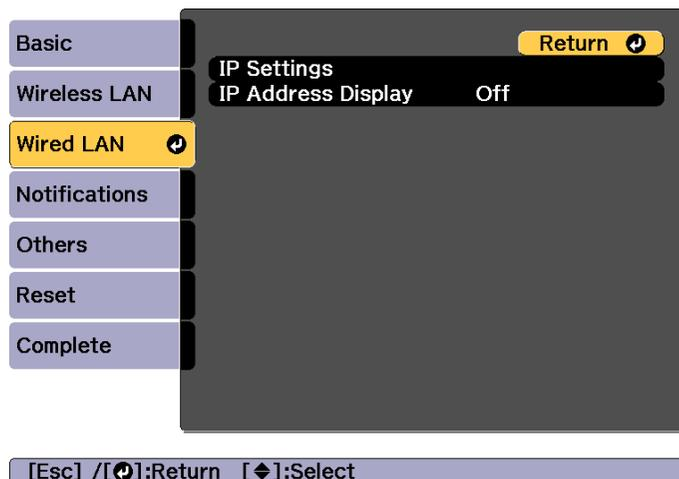 Basic
Wireless LAN
Wired LAN
Notifications
Others
Reset
Complete
Return
IP Settings
IP Address Display Off
[Esc] /[⏎]:Return [◆]:Select